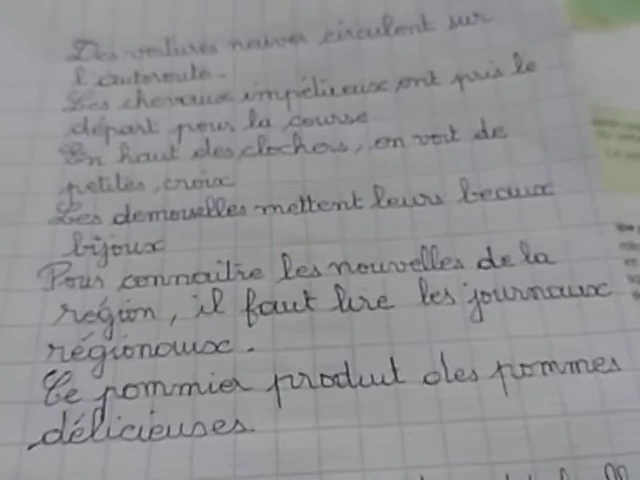 Des voitures neuves circulent sur
l'autoroute.
Les chevaux impétueux ont pris le
départ pour la course
En haut des clochers, on voit de
petites croix
Les demoiselles mettent leurs beaux
bijoux
Pour connaitre les nouvelles de la
région, il faut lire les journaux
régionaux.
Ce pommier produit des pommes
délicieuses.